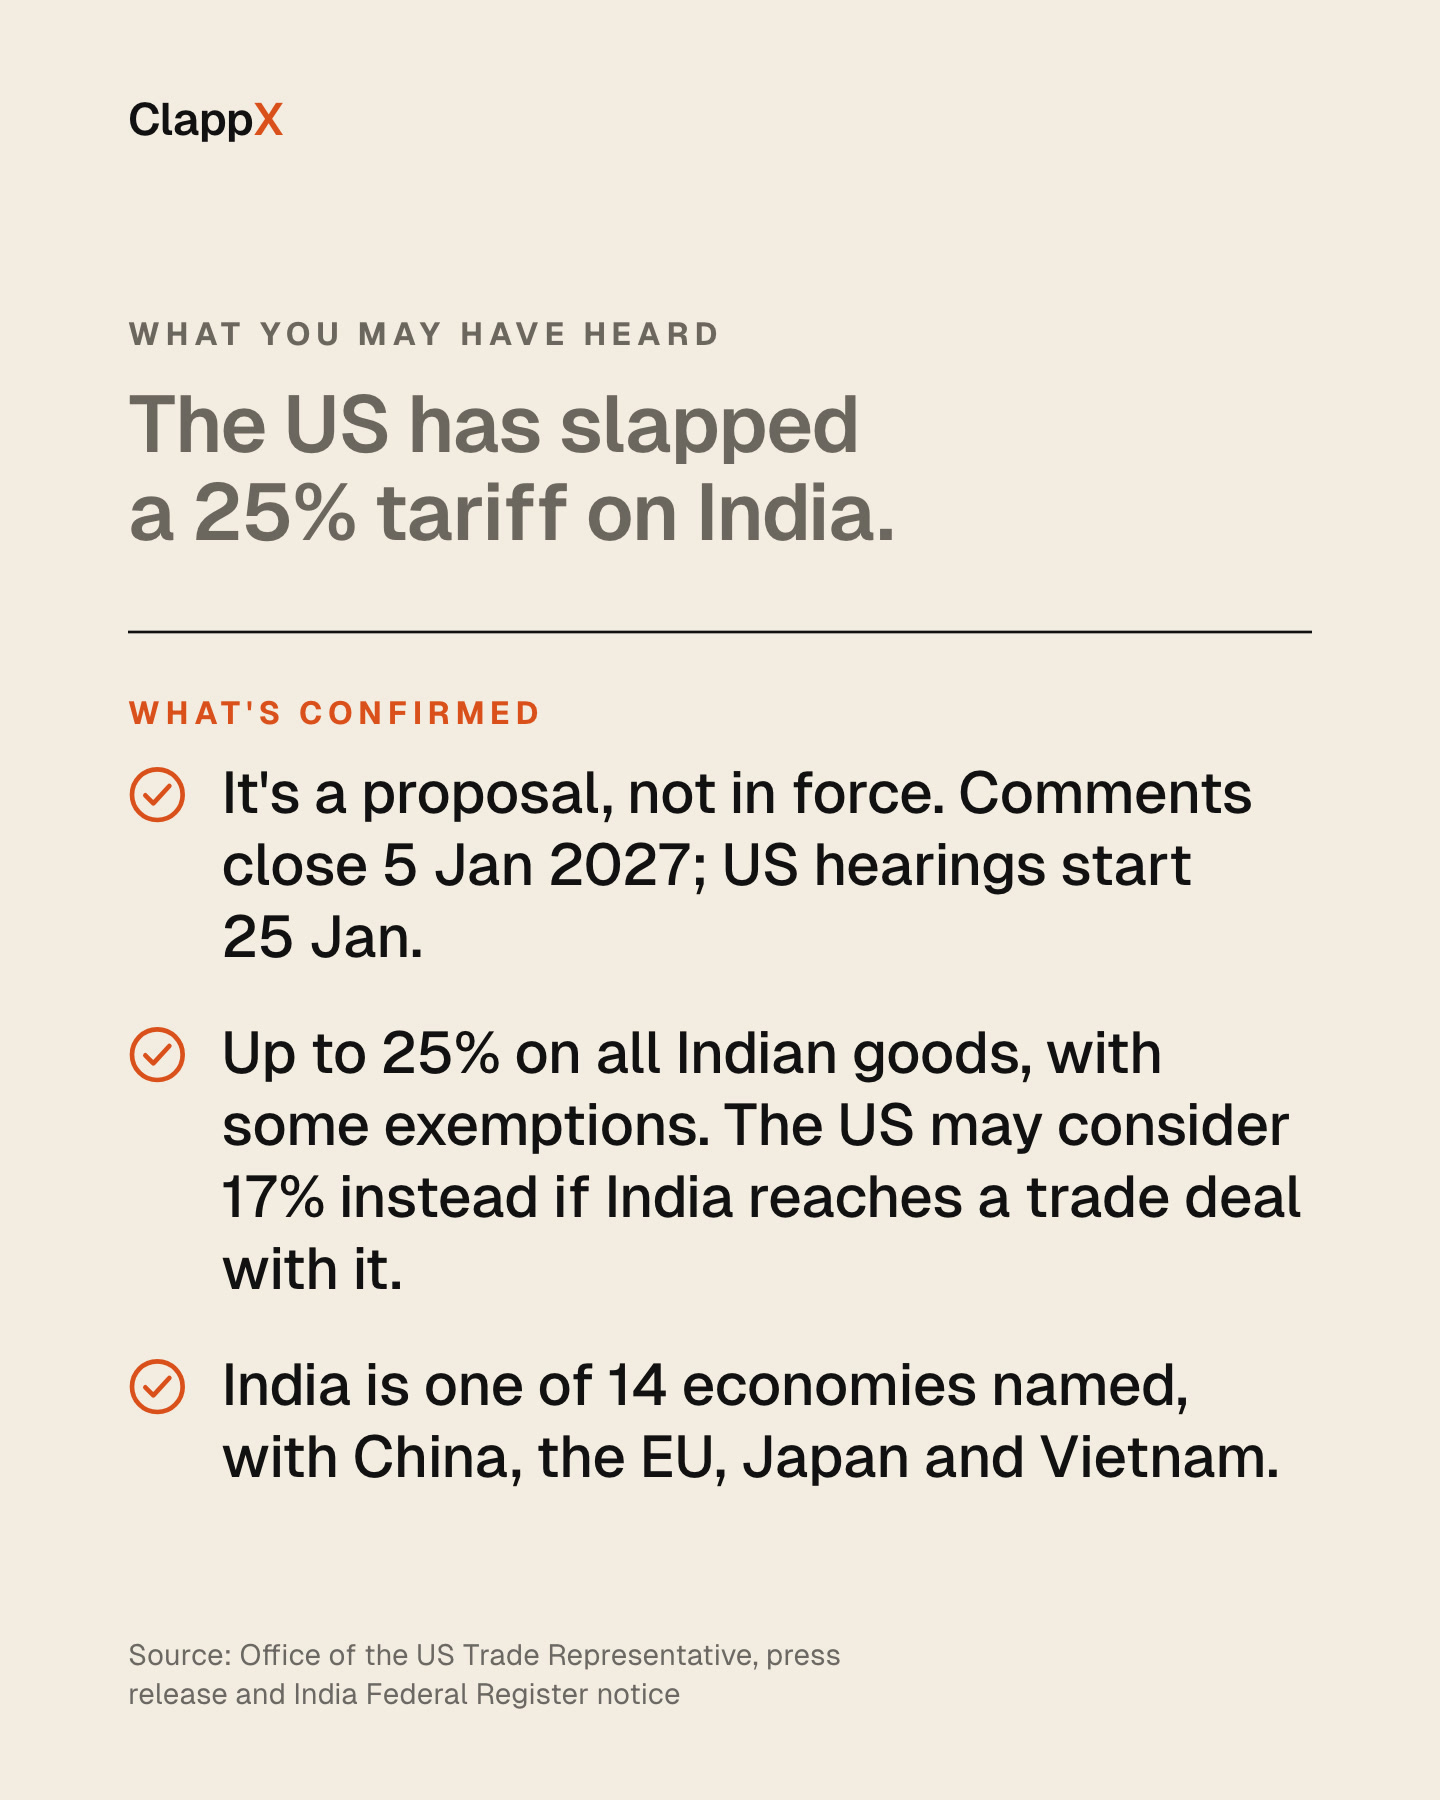 ClappX
WHAT YOU MAY HAVE HEARD
The US has slapped
a 25% tariff on India.
WHAT'S CONFIRMED
It's a proposal, not in force. Comments
close 5 Jan 2027; US hearings start
25 Jan.
Up to 25% on all Indian goods, with
some exemptions. The US may consider
17% instead if India reaches a trade deal
with it.
India is one of 14 economies named,
with China, the EU, Japan and Vietnam.
Source: Office of the US Trade Representative, press
release and India Federal Register notice